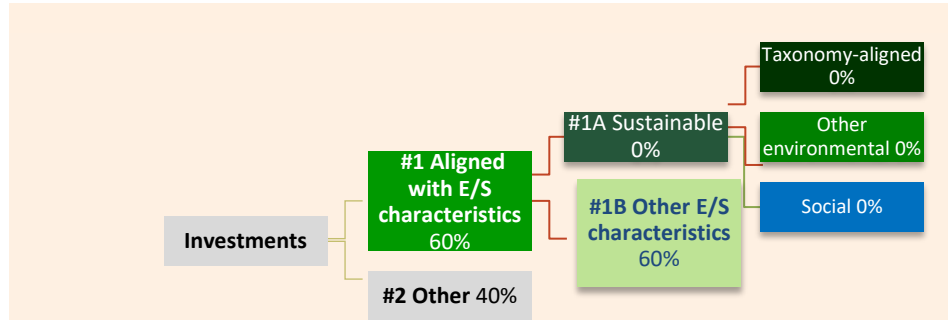 Investments
#1 Aligned
with E/S
characteristics
60%
#2 Other 40%
#1A Sustainable
0%
#1B Other E/S
characteristics
60%
Taxonomy-aligned
0%
Other
environmental 0%
Social 0%